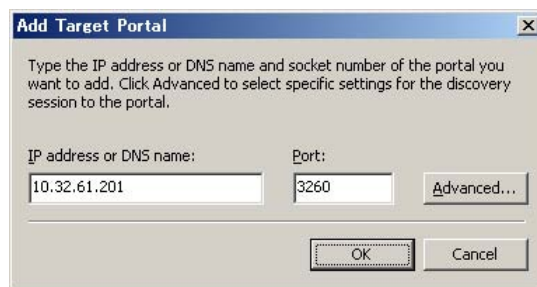 Add Target Portal
Type the IP address or DNS name and socket number of the portal you
want to add. Click Advanced to select specific settings for the discovery
session to the portal.
IP address or DNS name:
Port:
10.32.61.201
3260
Advanced...
OK
Cancel